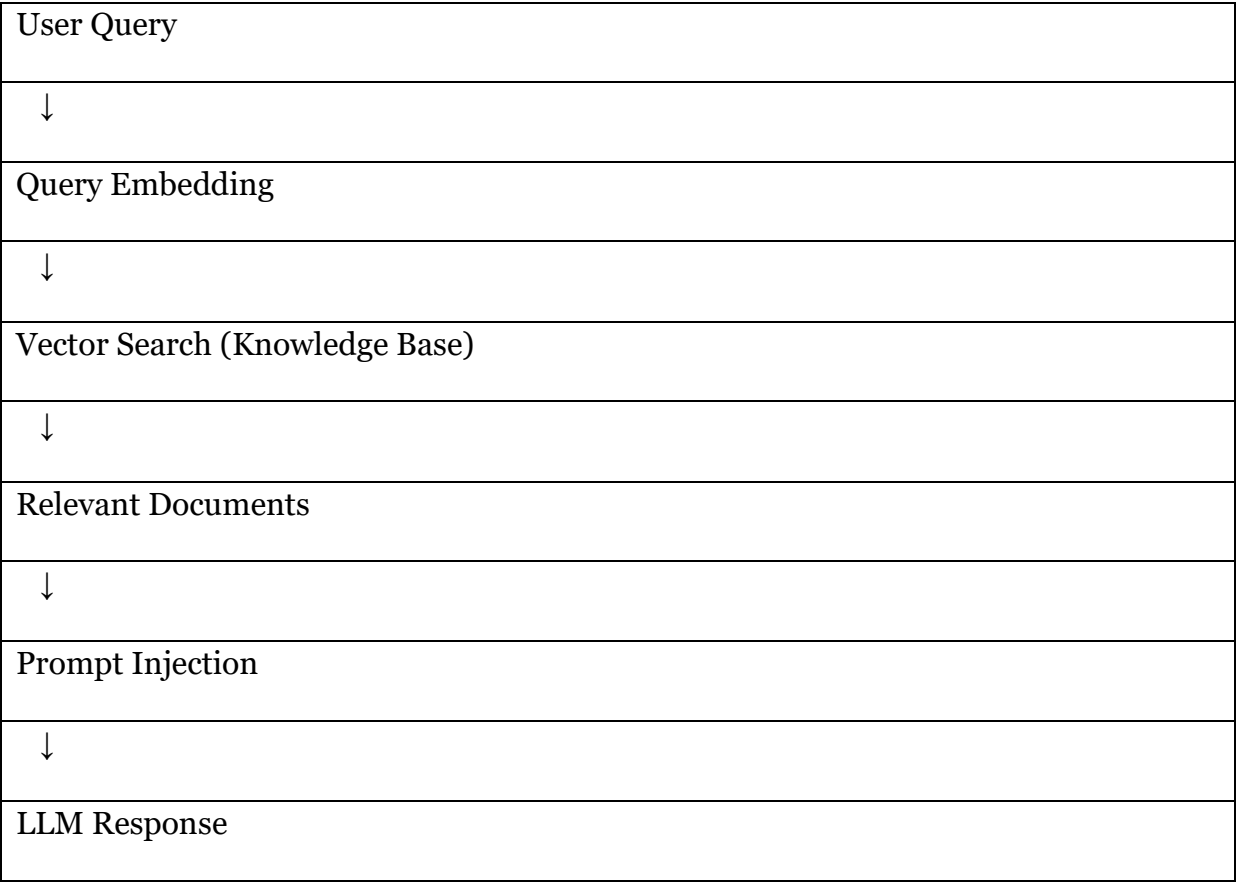 User Query
↓
Query Embedding
↓
Vector Search (Knowledge Base)
↓
Relevant Documents
↓
Prompt Injection
↓
LLM Response